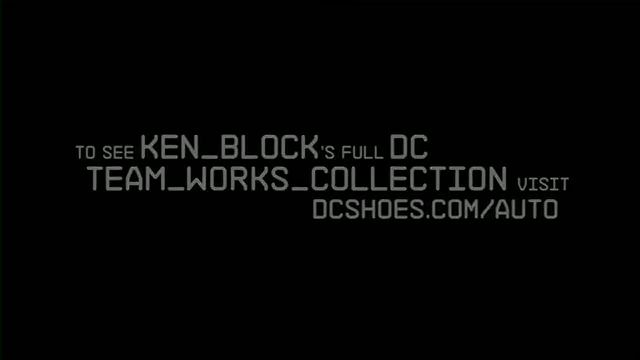 TO SEE KEN_BLOCK'S FULL DC
TEAM_WORKS_COLLECTION VISIT
DCSHOES.COM/AUTO